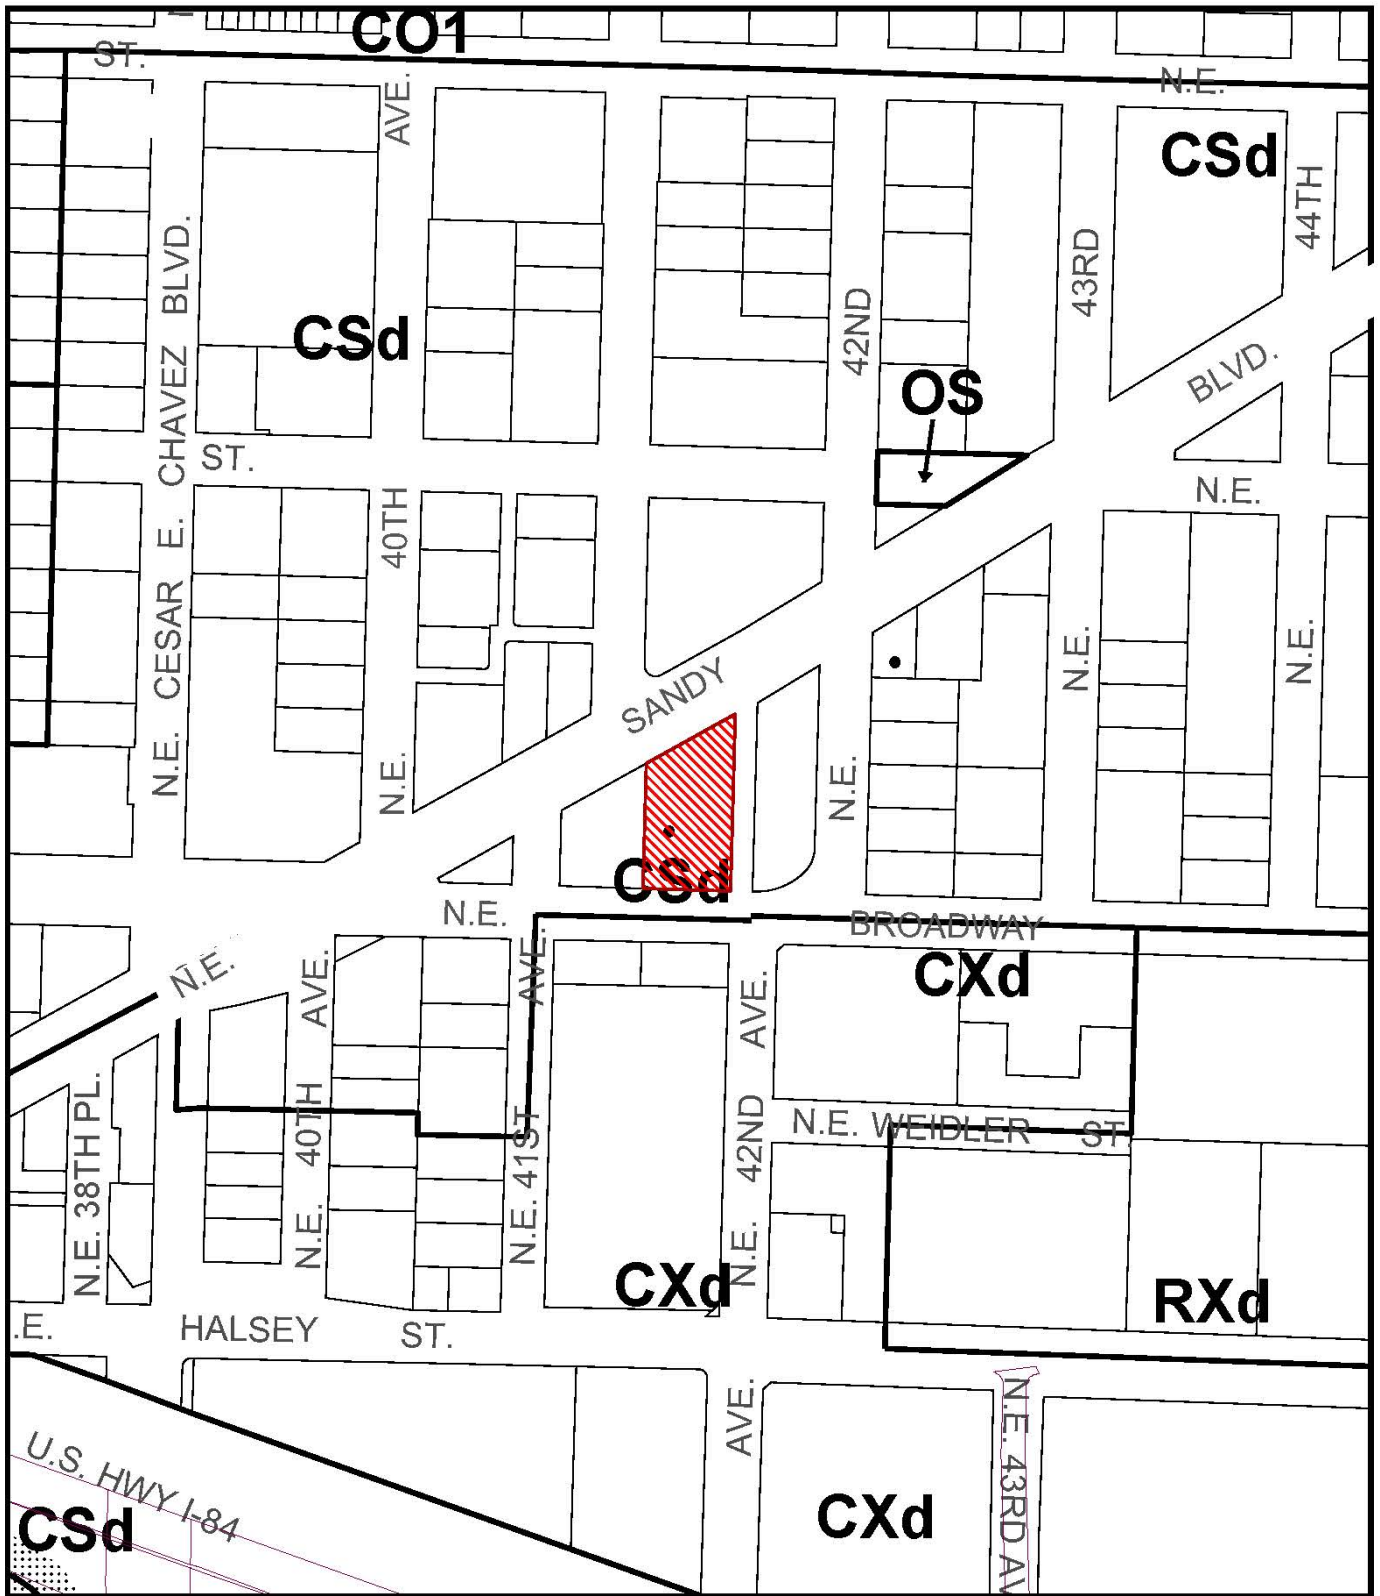 CO1
ST.
N.E.
AVE.
CSd
44TH
N.E. CESAR E. CHAVEZ BLVD.
43RD
42ND
CSd
BLVD.
OS
ST.
40TH
N.E.
SANDY
N.E.
N.E.
N.E.
N.E.
CSd
N.E.
BROADWAY
N.E.
AVE.
AVE.
CXd
AVE.
N.E. 38TH PL.
N.E. 40TH
N.E. 41ST
N.E. 42ND
N.E. WEIDLER ST.
CXd
RXd
.E.
HALSEY ST.
AVE.
N.E. 43RD AV
U.S. HWY I-84
CSd
CXd